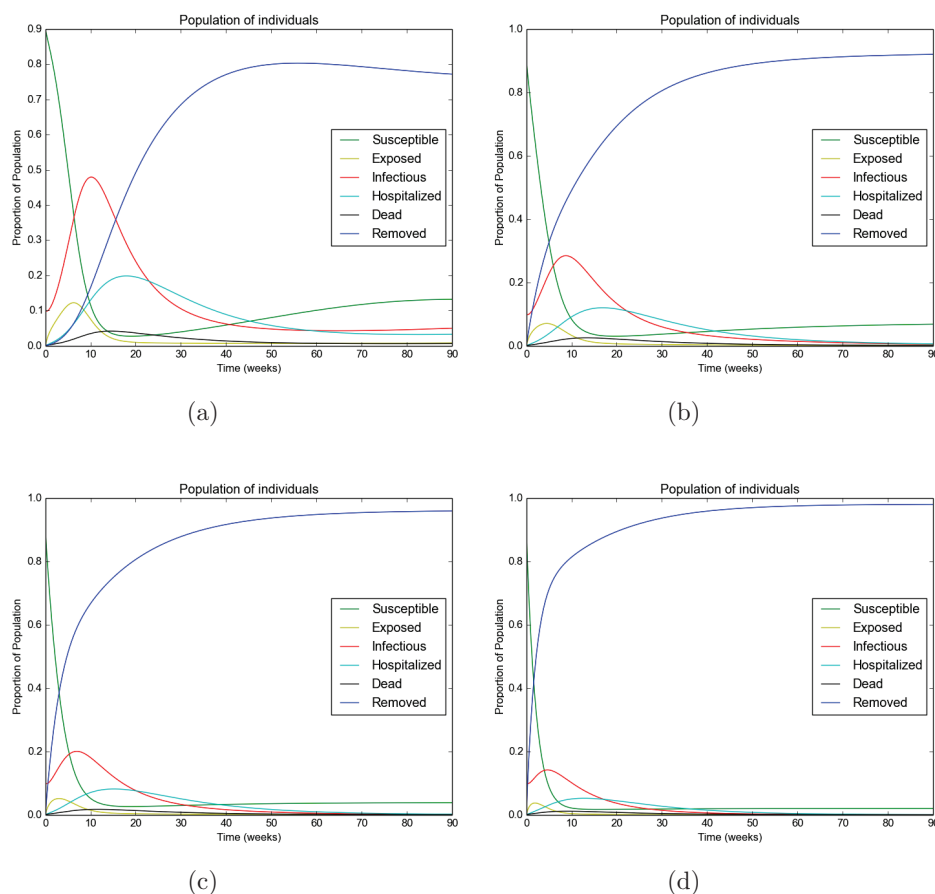 Population of individuals
0.9
0.8
0.7
0.6
0.5
0.4
0.3
0.2
0.1
0.0
Proportion of Population
Susceptible
Exposed
Infectious
Hospitalized
Dead
Removed
0 10 20 30 40 50 60 70 80 90
Time (weeks)
(a)
Population of individuals
1.0
0.8
0.6
0.4
0.2
0.0
Proportion of Population
Susceptible
Exposed
Infectious
Hospitalized
Dead
Removed
0 10 20 30 40 50 60 70 80 90
Time (weeks)
(b)
Population of individuals
1.0
0.8
0.6
0.4
0.2
0.0
Proportion of Population
Susceptible
Exposed
Infectious
Hospitalized
Dead
Removed
0 10 20 30 40 50 60 70 80 90
Time (weeks)
(c)
Population of individuals
1.0
0.8
0.6
0.4
0.2
0.0
Proportion of Population
Susceptible
Exposed
Infectious
Hospitalized
Dead
Removed
0 10 20 30 40 50 60 70 80 90
Time (weeks)
(d)